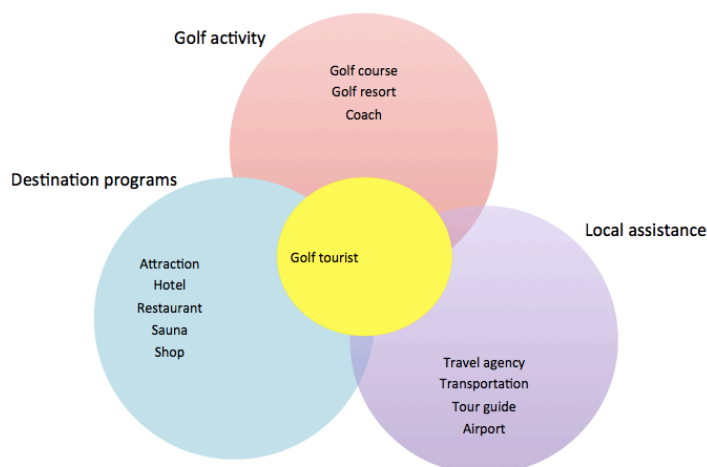 Golf activity
Golf course
Golf resort
Coach
Destination programs
Attraction
Hotel
Restaurant
Sauna
Shop
Golf tourist
Local assistance
Travel agency
Transportation
Tour guide
Airport